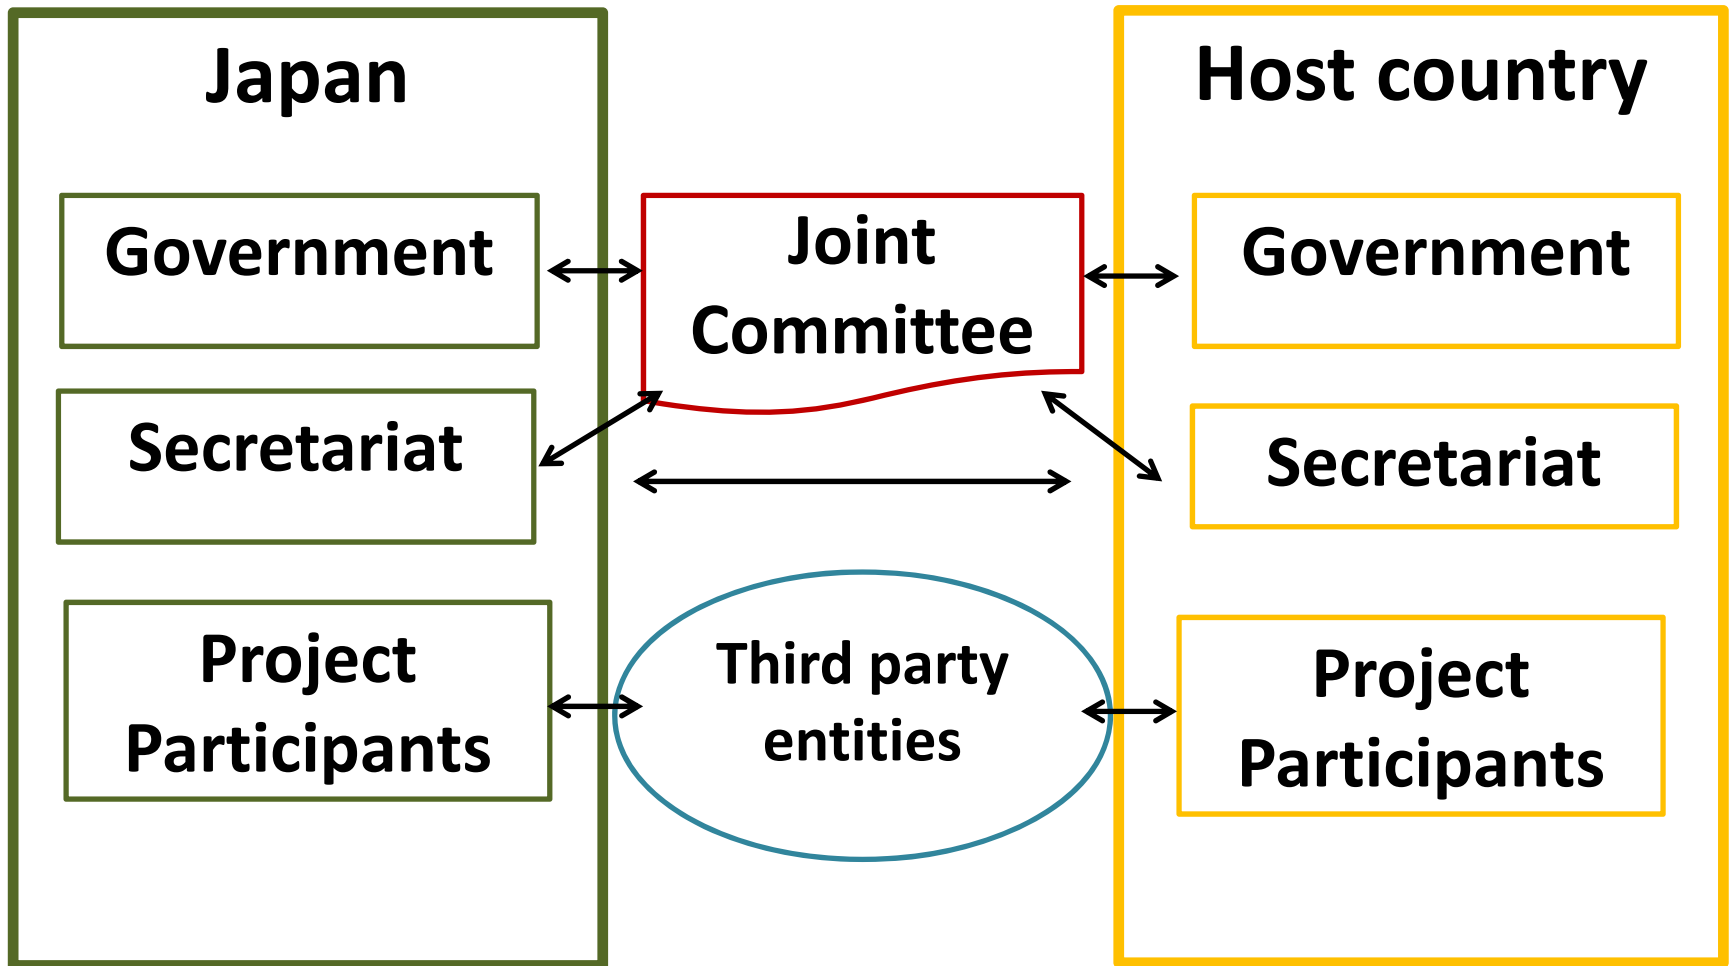 Japan
Government
Secretariat
Project
Participants
Joint
Committee
Third party
entities
Host country
Government
Secretariat
Project
Participants